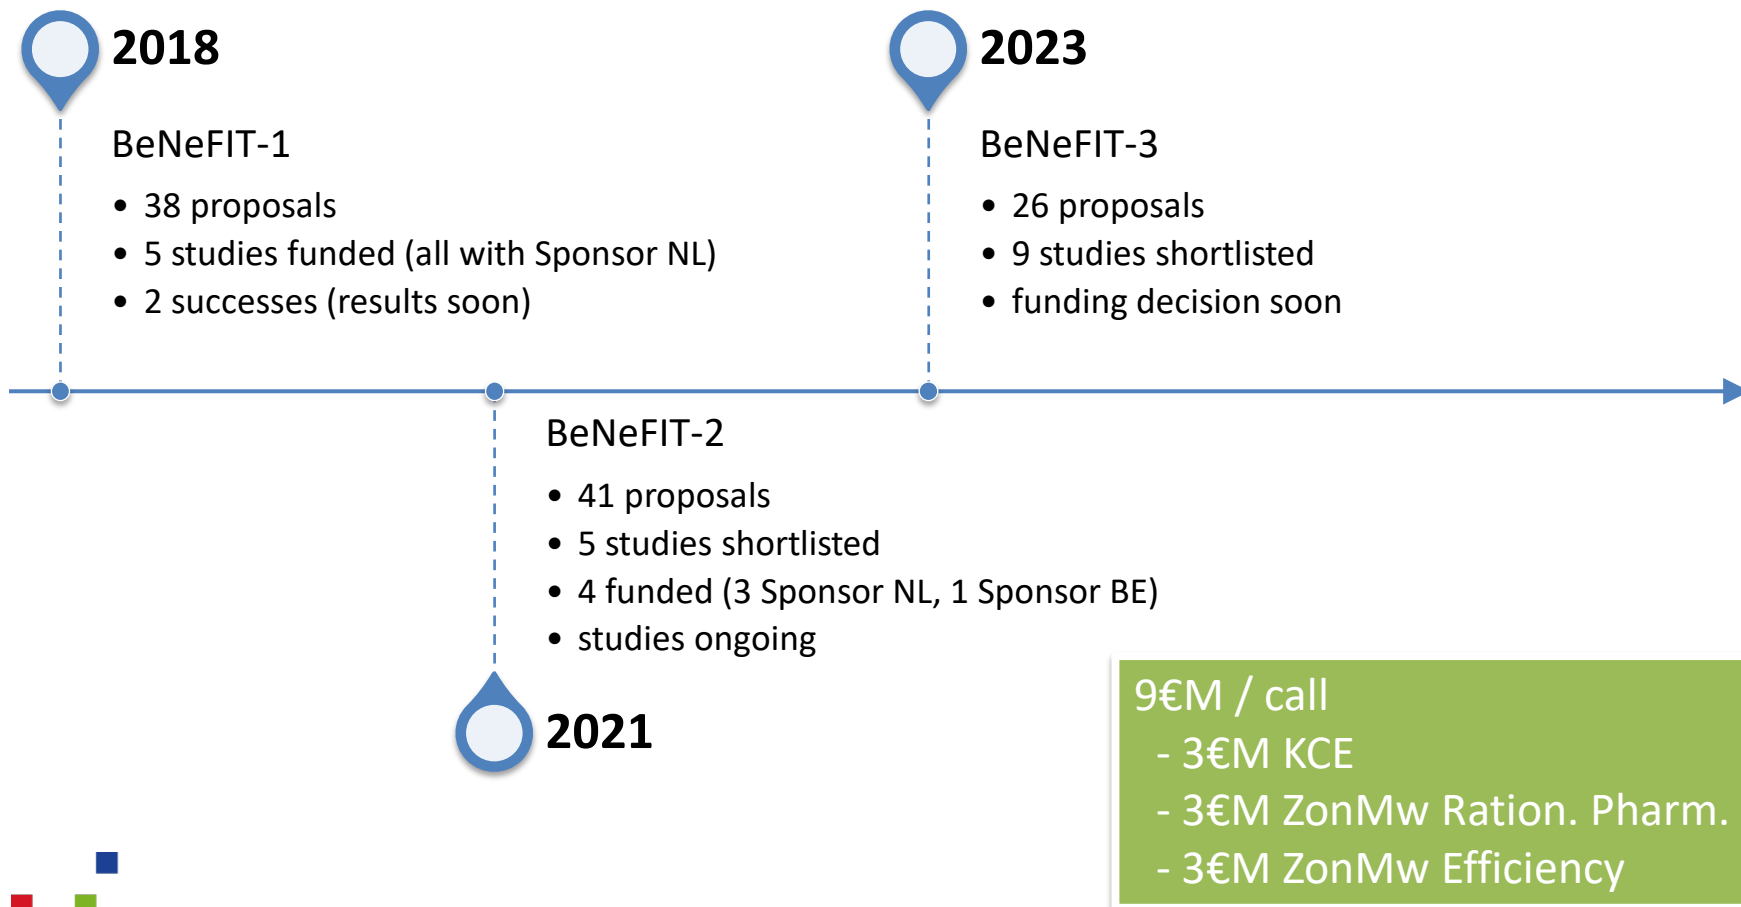 2018
BeNeFIT-1
• 38 proposals
• 5 studies funded (all with Sponsor NL)
• 2 successes (results soon)
2023
BeNeFIT-3
• 26 proposals
• 9 studies shortlisted
• funding decision soon
BeNeFIT-2
• 41 proposals
• 5 studies shortlisted
• 4 funded (3 Sponsor NL, 1 Sponsor BE)
• studies ongoing
2021
9€M / call
- 3€M KCE
- 3€M ZonMw Ration. Pharm.
- 3€M ZonMw Efficiency